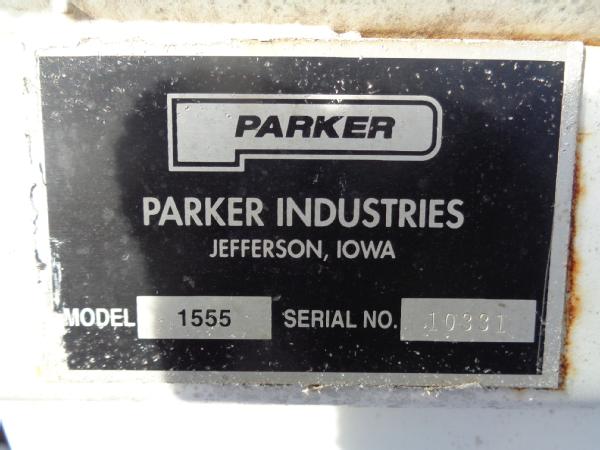 PARKER
PARKER INDUSTRIES
JEFFERSON, IOWA
MODEL 1555 SERIAL NO. 10331